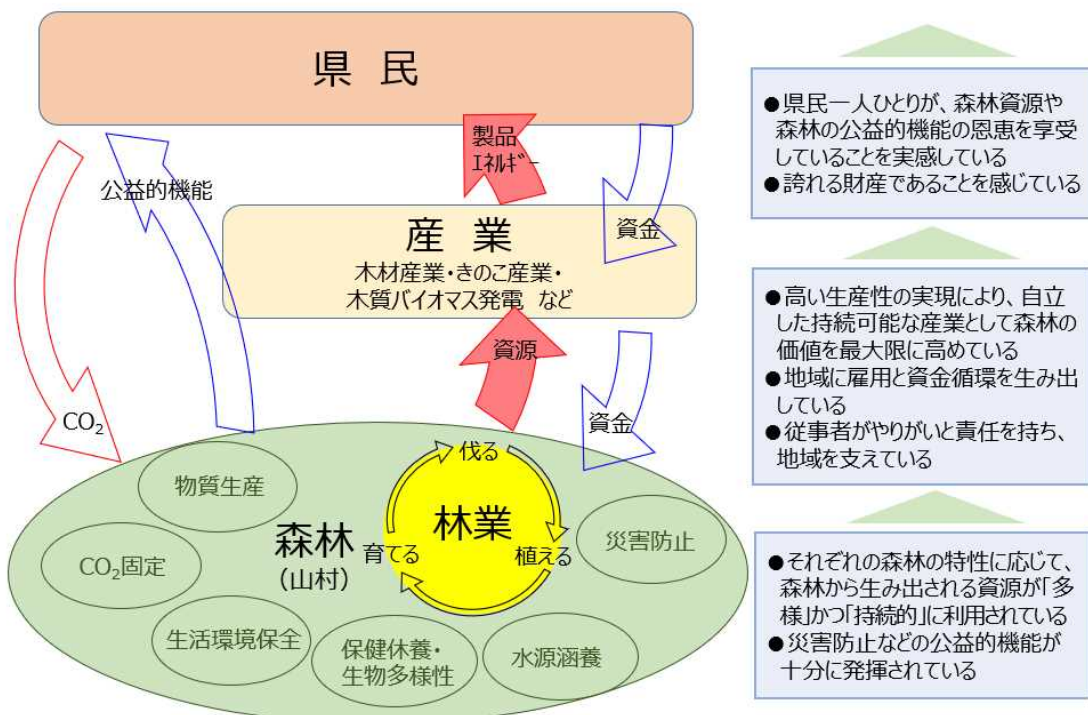 県 民
製品
エネルギー
公益的機能
資金
産 業
木材産業・きのこ産業・
木質バイオマス発電 など
資源
資金
CO₂
物質生産
CO₂固定
生活環境保全
保健休養・
生物多様性
水源涵養
災害防止
森林
(山村)
林業
伐る
植える
育てる
●県民一人ひとりが、森林資源や
森林の公益的機能の恩恵を享受
していることを実感している
●誇れる財産であることを感じている
●高い生産性の実現により、自立
した持続可能な産業として森林の
価値を最大限に高めている
●地域に雇用と資金循環を生み出
している
●従事者がやりがいと責任を持ち、
地域を支えている
●それぞれの森林の特性に応じて、
森林から生み出される資源が「多
様」かつ「持続的」に利用されている
●災害防止などの公益的機能が
十分に発揮されている